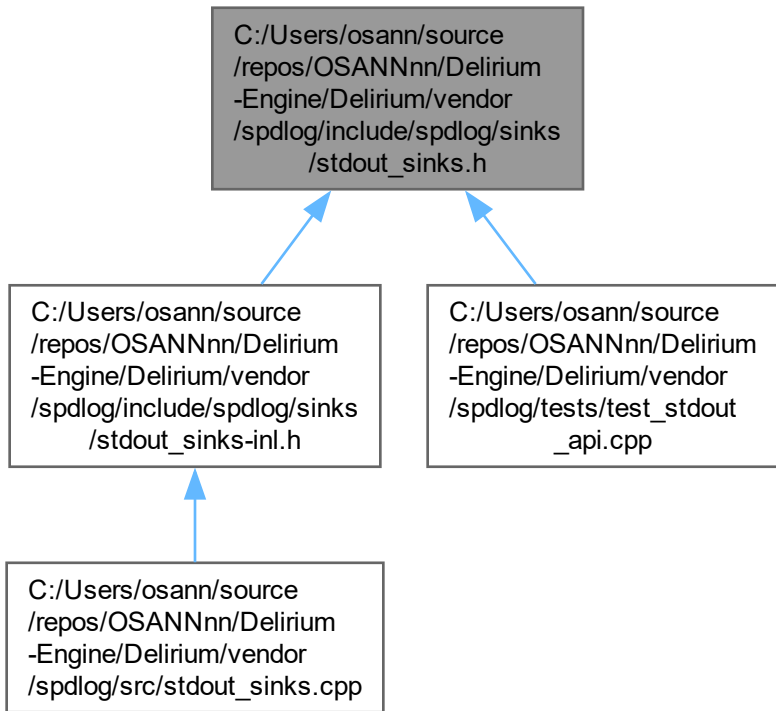 C:/Users/osann/source
/repos/OSANNnn/Delirium
-Engine/Delirium/vendor
/spdlog/include/spdlog/sinks
/stdout_sinks.h
C:/Users/osann/source
/repos/OSANNnn/Delirium
-Engine/Delirium/vendor
/spdlog/include/spdlog/sinks
/stdout_sinks-inl.h
C:/Users/osann/source
/repos/OSANNnn/Delirium
-Engine/Delirium/vendor
/spdlog/tests/test_stdout
_api.cpp
C:/Users/osann/source
/repos/OSANNnn/Delirium
-Engine/Delirium/vendor
/spdlog/src/stdout_sinks.cpp